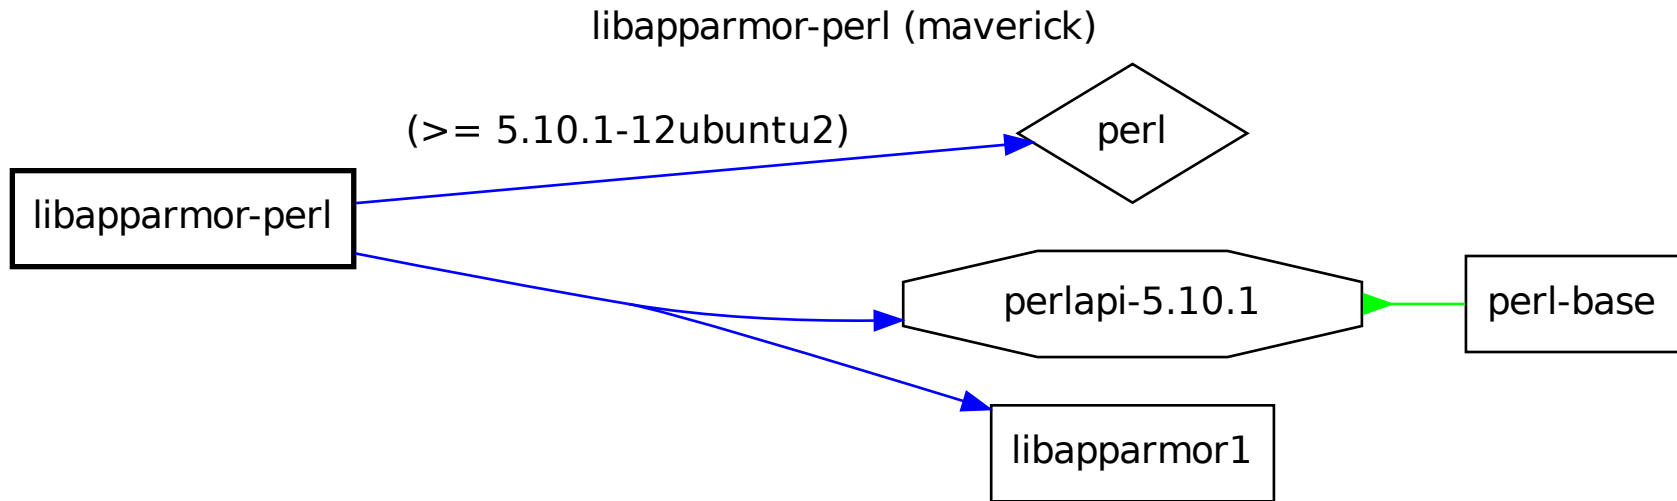 libapparmor-perl (maverick)
(>= 5.10.1-12ubuntu2)
perl
libapparmor-perl
perlapi-5.10.1
perl-base
libapparmor1